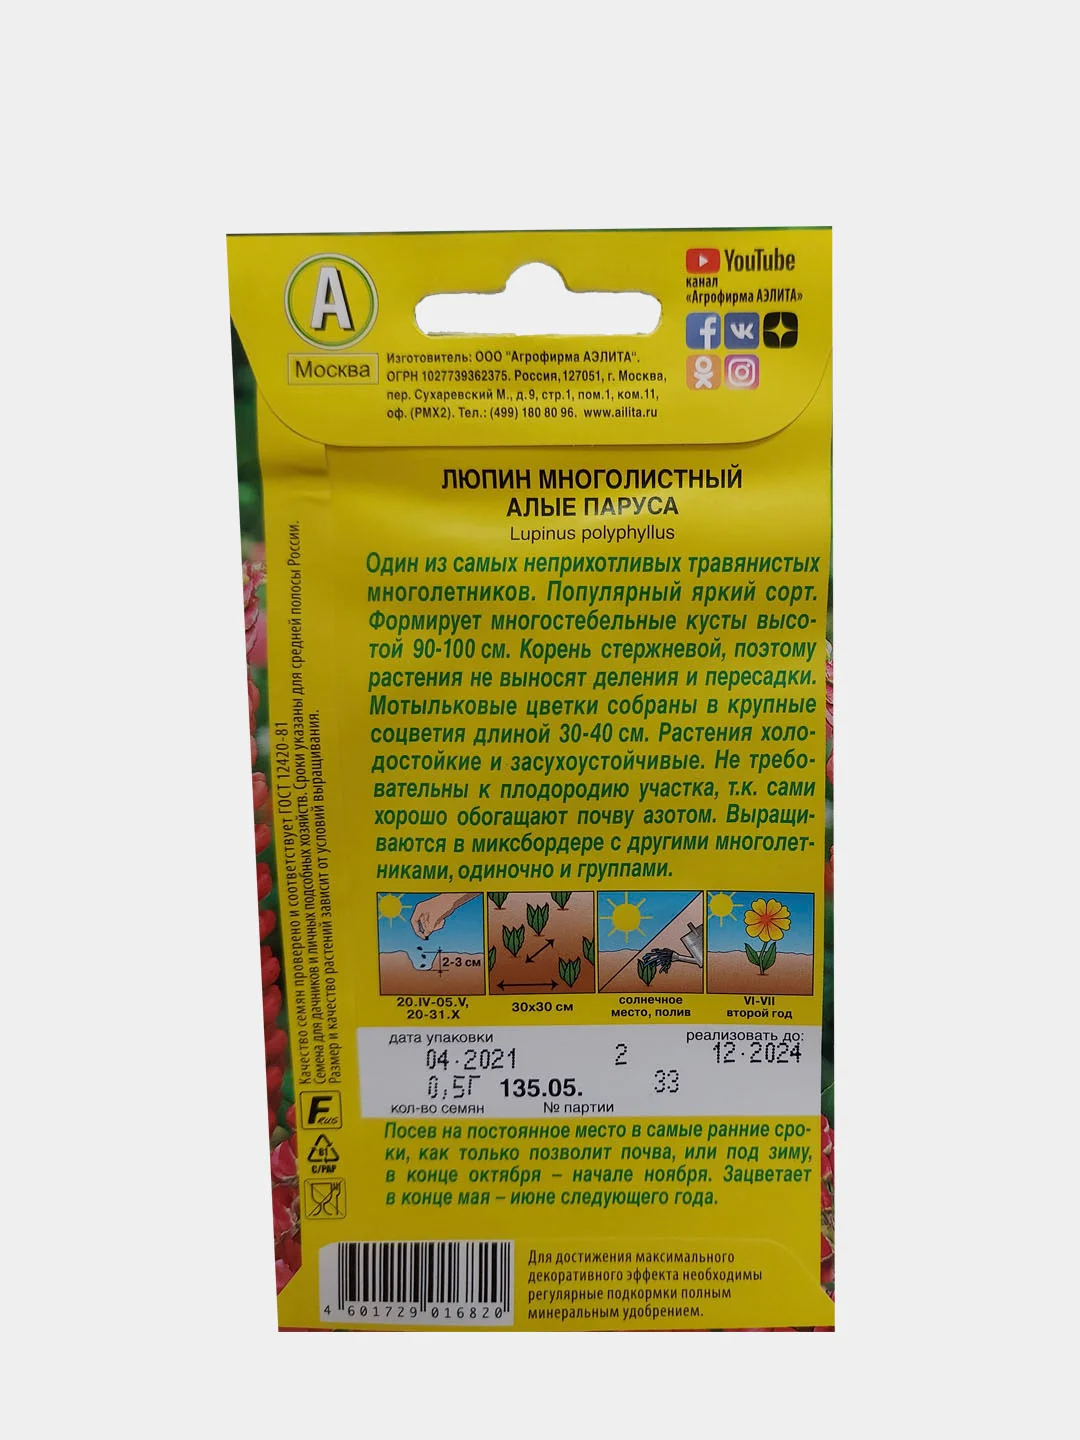 А
Москва
Изготовитель: ООО "Агрофирма АЭЛИТА".
ОГРН 1027739362375. Россия,127051, г. Москва,
пер. Сухаревский М., д.9, стр.1, пом.1, ком.11,
оф. (РМХ2). Тел.: (499) 180 80 96. www.ailita.ru
YouTube
канал
«Агрофирма АЭЛИТА»
ЛЮПИН МНОГОЛИСТНЫЙ
АЛЫЕ ПАРУСА
Lupinus polyphyllus
Один из самых неприхотливых травянистых
многолетников. Популярный яркий сорт.
Формирует многостебельные кусты высо-
той 90-100 см. Корень стержневой, поэтому
растения не выносят деления и пересадки.
Мотыльковые цветки собраны в крупные
соцветия длиной 30-40 см. Растения холо-
достойкие и засухоустойчивые. Не требо-
вательны к плодородию участка, т.к. сами
хорошо обогащают почву азотом. Выращи-
ваются в миксбордере с другими многолет-
никами, одиночно и группами.
2-3 см
20.IV-05.V,
20-31.X
30х30 см
солнечное
место, полив
VI-VII
второй год
дата упаковки
реализовать до:
04·2021
2
12·2024
0,5Г
135.05.
33
кол-во семян
№ партии
Посев на постоянное место в самые ранние сро-
ки, как только позволит почва, или под зиму,
в конце октября – начале ноября. Зацветает
в конце мая – июне следующего года.
Для достижения максимального
декоративного эффекта необходимы
регулярные подкормки полным
минеральным удобрением.
4 601729 016820
Качество семян проверено и соответствует ГОСТ 12420-81
Семена для дачников и личных подсобных хозяйств. Сроки указаны для средней полосы России.
Размер и качество растений зависит от условий выращивания.
F RUS
81
C/PAP